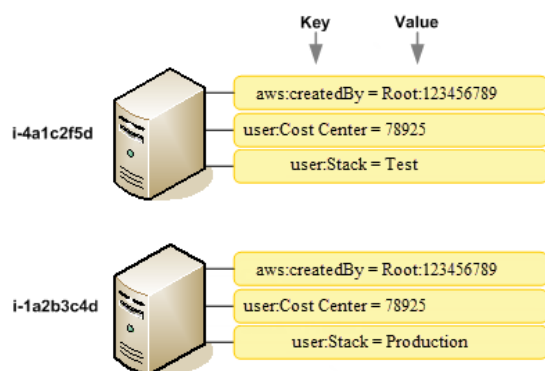 Key Value
aws:createdBy = Root:123456789
i-4a1c2f5d user:Cost Center = 78925
user:Stack = Test
aws:createdBy = Root:123456789
i-1a2b3c4d user:Cost Center = 78925
user:Stack = Production